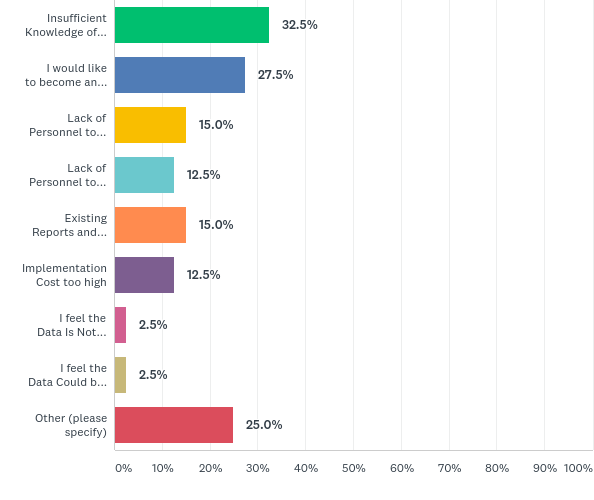 Insufficient
Knowledge of...
32.5%
I would like
to become an...
27.5%
Lack of
Personnel to...
15.0%
Lack of
Personnel to...
12.5%
Existing
Reports and...
15.0%
Implementation
Cost too high
12.5%
I feel the
Data Is Not...
2.5%
I feel the
Data Could b...
2.5%
Other (please
specify)
25.0%
0% 10% 20% 30% 40% 50% 60% 70% 80% 90% 100%